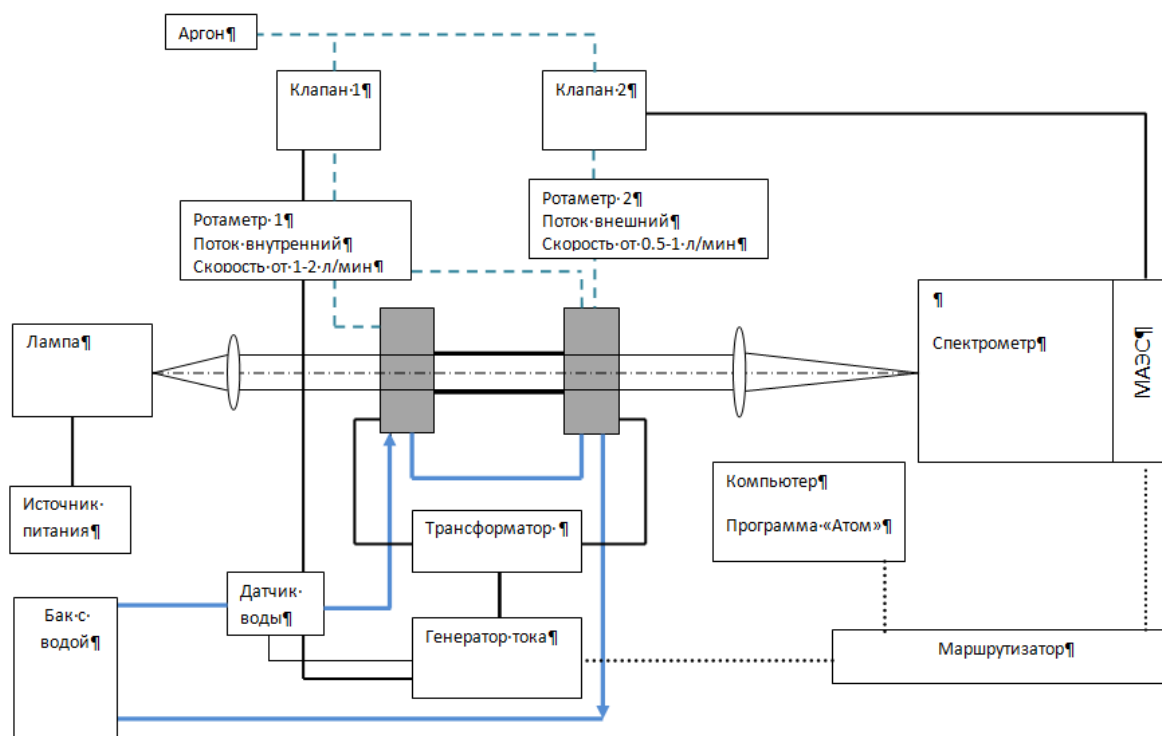 Аргон¶
Клапан·1¶
Клапан·2¶
Ротаметр·1¶
Поток·внутренний¶
Скорость·от·1-2·л/мин¶
Ротаметр·2¶
Поток·внешний¶
Скорость·от·0.5-1·л/мин¶
Лампа¶
¶
Спектрометр¶
МАЭС¶
Источник·
питания¶
Компьютер¶
Программа·«Атом»¶
Трансформатор·¶
Датчик·
воды¶
Бак·с·
водой¶
Генератор·тока¶
Маршрутизатор¶